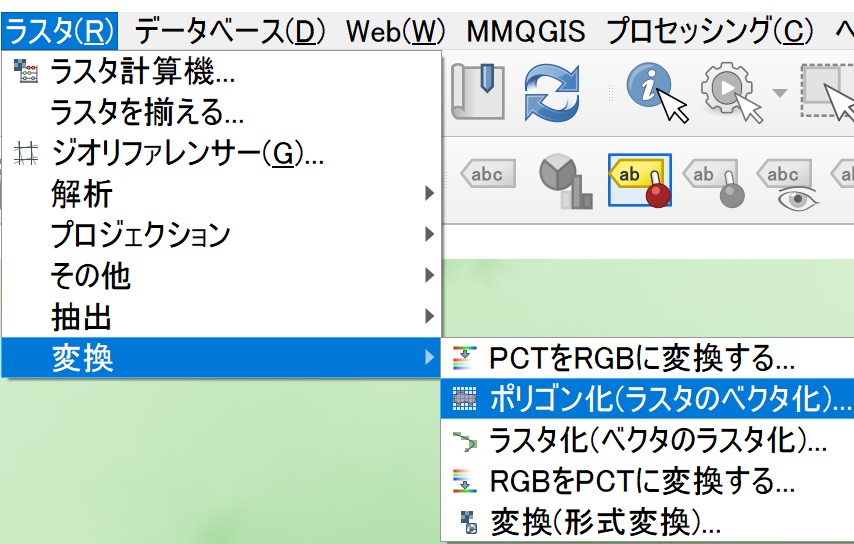 ラスタ(R) データベース(D) Web(W) MMQGIS プロセッシング(C) ヘ
ラスタ計算機...
ラスタを揃える...
ジオリファレンサー(G)...
解析
プロジェクション
その他
抽出
変換
abc
ab
ab
abc
ab
PCTをRGBに変換する...
ポリゴン化(ラスタのベクタ化)...
ラスタ化(ベクタのラスタ化)...
RGBをPCTに変換する...
変換(形式変換)...